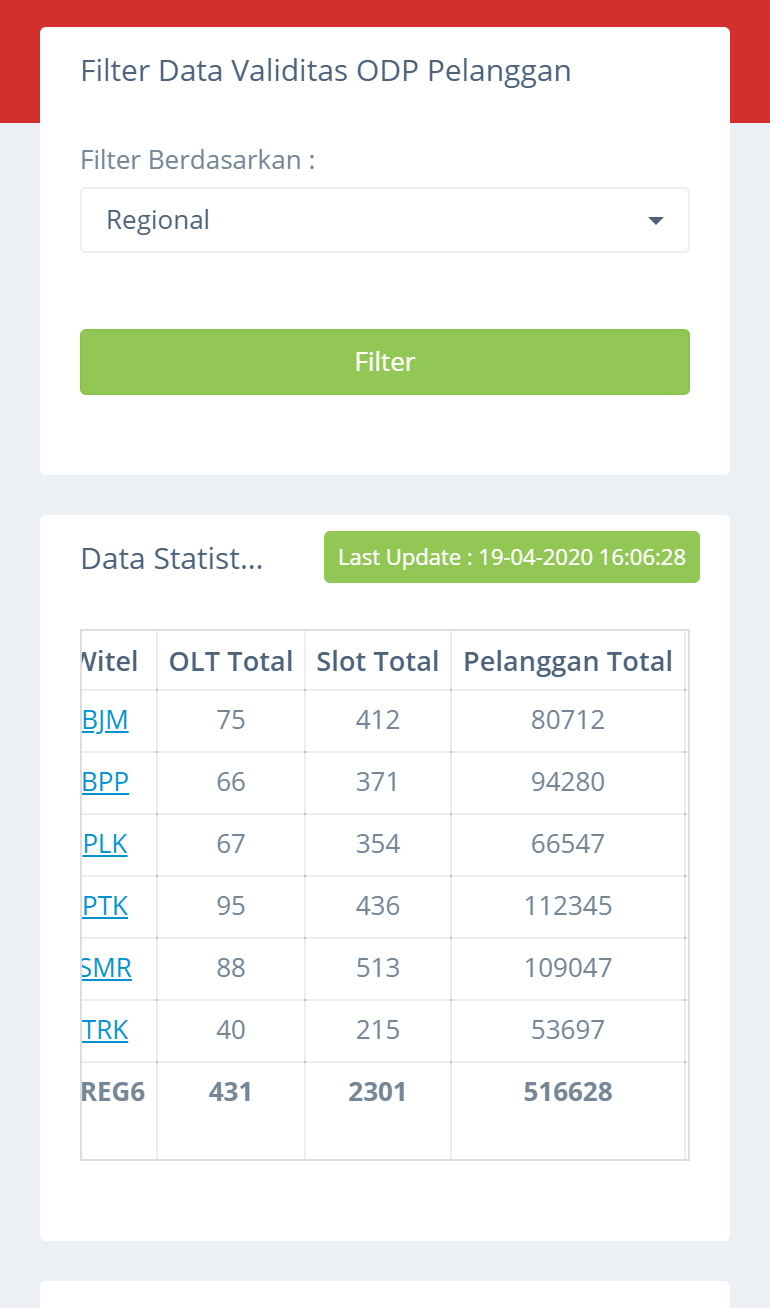 Filter Data Validitas ODP Pelanggan
Filter Berdasarkan :
Regional
Filter
Data Statist...
Last Update : 19-04-2020 16:06:28
Witel OLT Total Slot Total Pelanggan Total
BJM 75 412 80712
BPP 66 371 94280
PLK 67 354 66547
PTK 95 436 112345
SMR 88 513 109047
TRK 40 215 53697
REG6 431 2301 516628